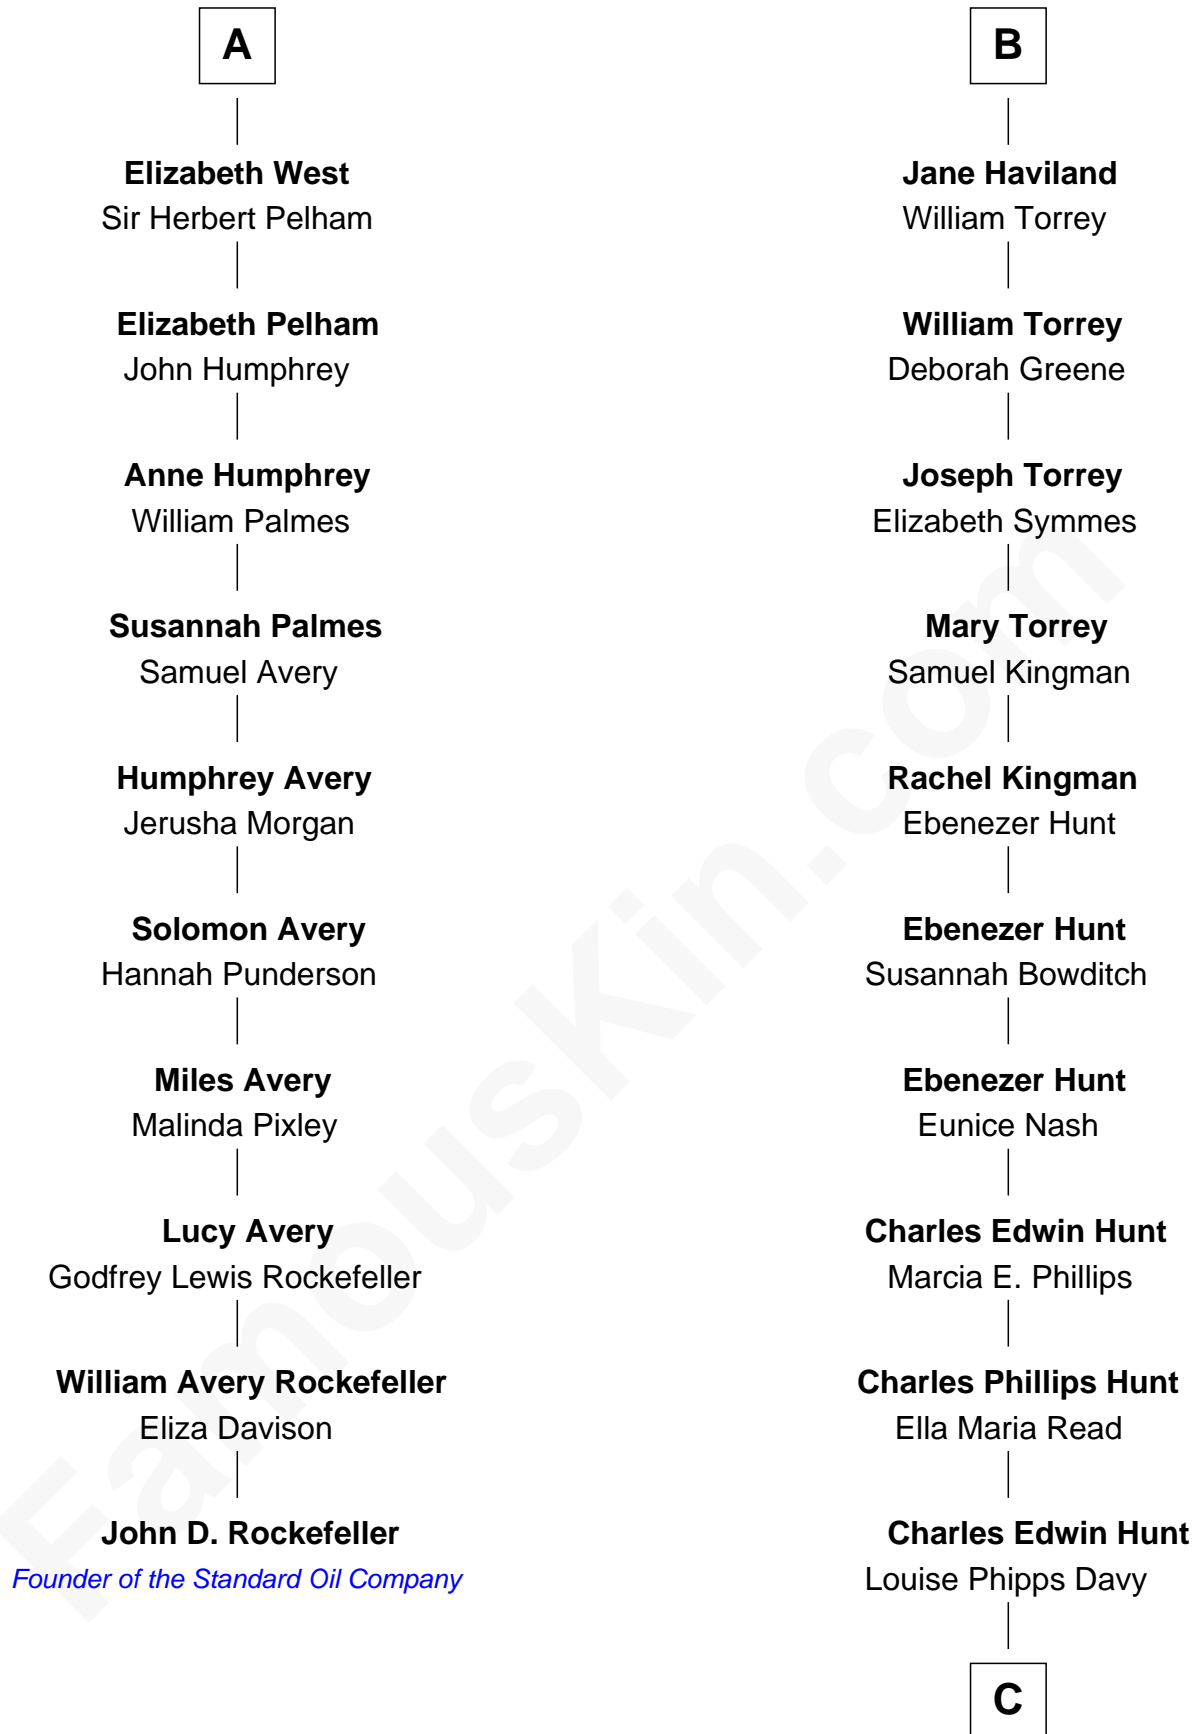 A
Elizabeth West
Sir Herbert Pelham
Elizabeth Pelham
John Humphrey
Anne Humphrey
William Palmes
Susannah Palmes
Samuel Avery
Humphrey Avery
Jerusha Morgan
Solomon Avery
Hannah Punderson
Miles Avery
Malinda Pixley
Lucy Avery
Godfrey Lewis Rockefeller
William Avery Rockefeller
Eliza Davison
John D. Rockefeller
Founder of the Standard Oil Company
B
Jane Haviland
William Torrey
William Torrey
Deborah Greene
Joseph Torrey
Elizabeth Symmes
Mary Torrey
Samuel Kingman
Rachel Kingman
Ebenezer Hunt
Ebenezer Hunt
Susannah Bowditch
Ebenezer Hunt
Eunice Nash
Charles Edwin Hunt
Marcia E. Phillips
Charles Phillips Hunt
Ella Maria Read
Charles Edwin Hunt
Louise Phipps Davy
C
FamousKin.com